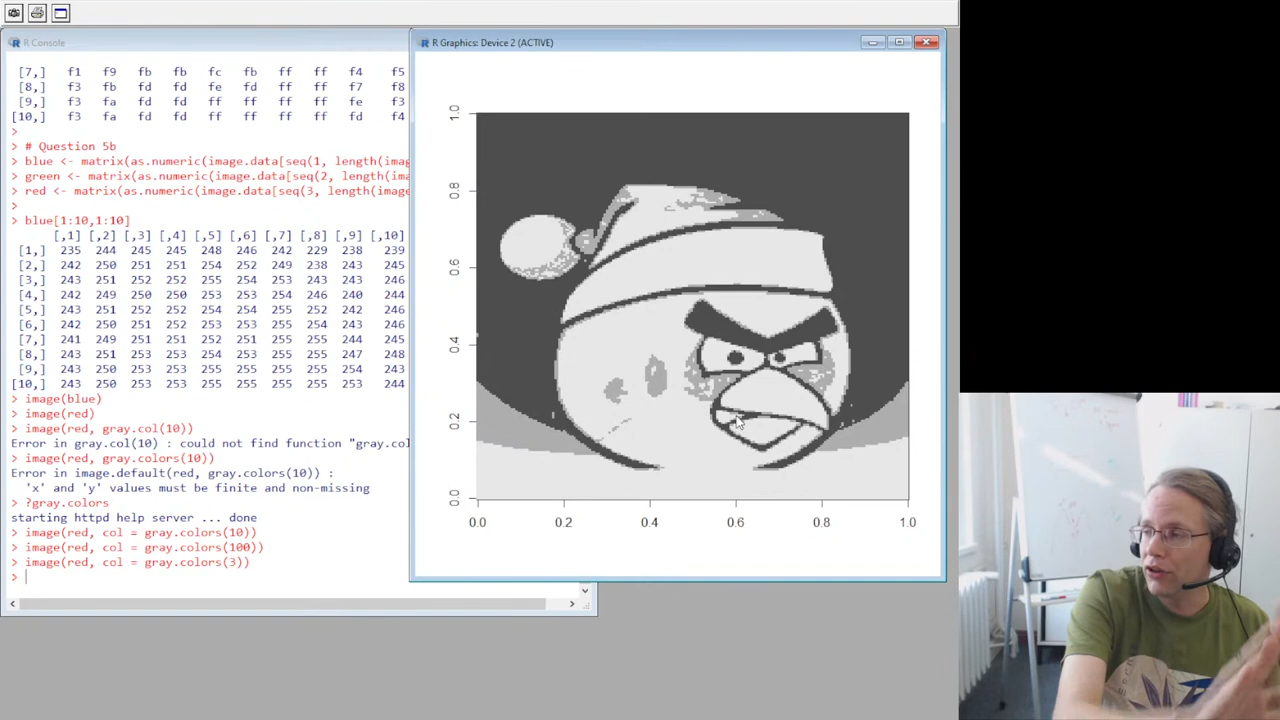 R Console
[7,] f1 f9 fb fb fc fb ff ff f4 f5
[8,] f3 fb fd fd fe fd ff ff f7 f8
[9,] f3 fa fd fd ff ff ff ff fe f3
[10,] f3 fa fd fd ff ff ff ff fd f4
>
> # Question 5b
> blue <- matrix(as.numeric(image.data[seq(1, length(imag
> green <- matrix(as.numeric(image.data[seq(2, length(ima
> red <- matrix(as.numeric(image.data[seq(3, length(image
>
> blue[1:10,1:10]
[,1] [,2] [,3] [,4] [,5] [,6] [,7] [,8] [,9] [,10]
[1,] 235 244 245 245 248 246 242 229 238 239
[2,] 242 250 251 251 254 252 249 238 243 245
[3,] 243 251 252 252 254 253 254 243 243 246
[4,] 242 249 250 250 253 253 254 246 240 244
[5,] 243 251 252 252 254 254 255 252 242 246
[6,] 242 250 251 252 253 253 255 254 243 246
[7,] 241 249 251 251 252 251 255 255 244 245
[8,] 243 251 253 253 254 253 255 255 247 248
[9,] 243 250 253 253 255 255 255 255 254 243
[10,] 243 250 253 253 255 255 255 255 253 244
> image(blue)
> image(red)
> image(red, gray.col(10))
Error in gray.col(10) : could not find function "gray.col
> image(red, gray.colors(10))
Error in image.default(red, gray.colors(10)) :
'x' and 'y' values must be finite and non-missing
> ?gray.colors
starting httpd help server ... done
> image(red, col = gray.colors(10))
> image(red, col = gray.colors(100))
> image(red, col = gray.colors(3))
>
R Graphics: Device 2 (ACTIVE)
1.0
0.8
0.6
0.4
0.2
0.0
0.0 0.2 0.4 0.6 0.8 1.0